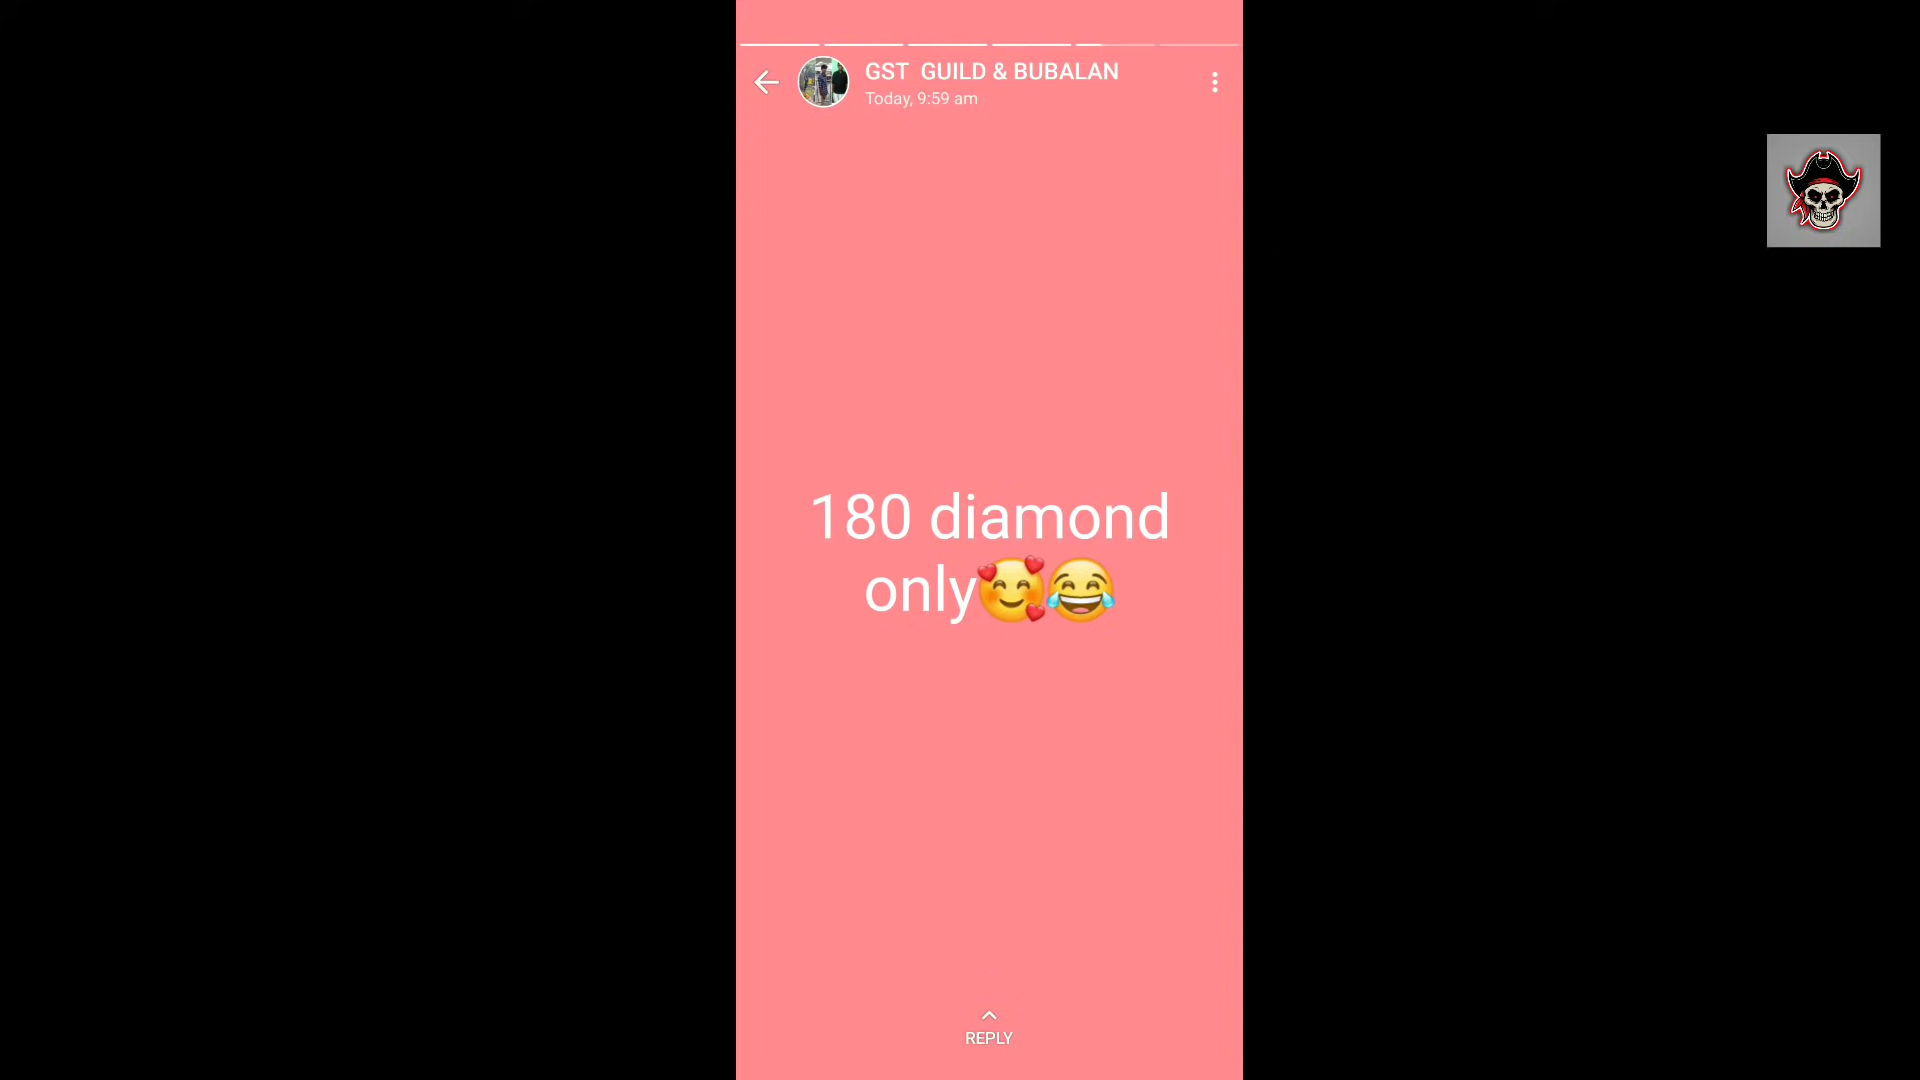 GST  GUILD & BUBALAN
Today, 9:59 am
180 diamond
only🥰😂
REPLY